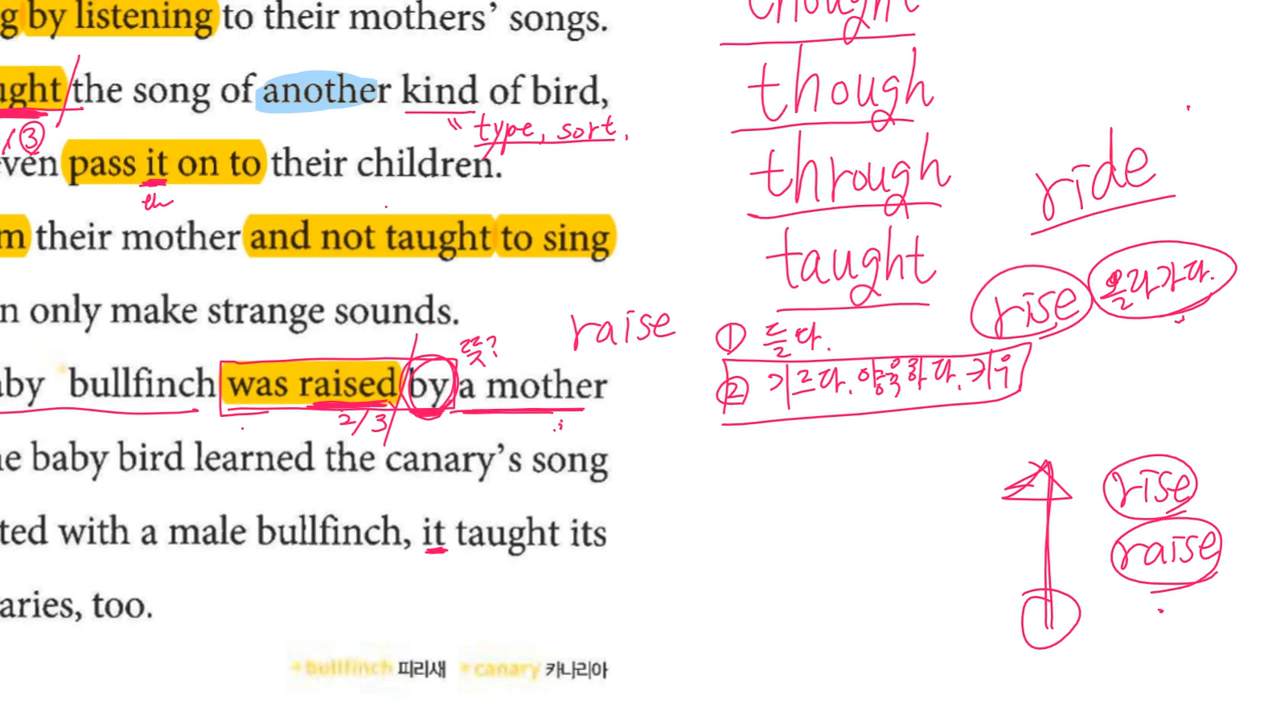 g by listening to their mothers' songs.
ught the song of another kind of bird,
③
" type, sort.
ven pass it on to their children.
th
m their mother and not taught to sing
n only make strange sounds.
뜻?
aby bullfinch was raised by a mother
2/3
e baby bird learned the canary's song
ted with a male bullfinch, it taught its
aries, too.
bullfinch 피리새 canary 카나리아
raise
thought
though
through
taught
① 들다.
② 기르다. 양육하다. 키우
ride
rise 올라가다.
rise
raise